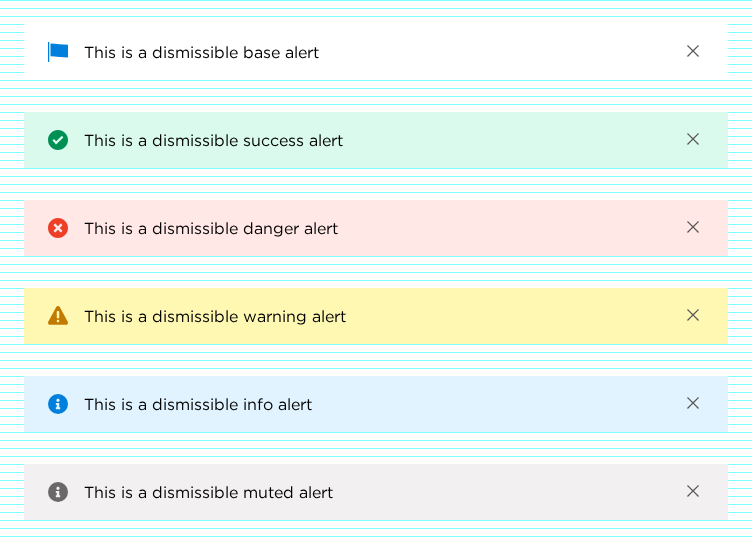 This is a dismissible base alert
This is a dismissible success alert
This is a dismissible danger alert
This is a dismissible warning alert
This is a dismissible info alert
This is a dismissible muted alert